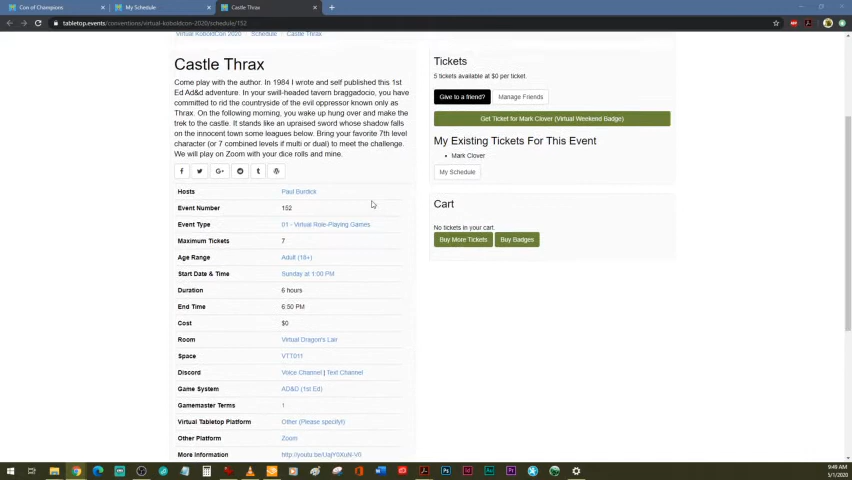 Con of Champions
My Schedule
Castle Thrax
tabletop.events/conventions/virtual-koboldcon-2020/schedule/152
Virtual KoboldCon 2020 / Schedule / Castle Thrax
Castle Thrax
Come play with the author. In 1984 I wrote and self published this 1st
Ed Ad&d adventure. In your swill-headed tavern braggadocio, you
have committed to rid the countryside of the evil oppressor known only as
Thrax. On the following morning, you wake up hung over and make
the trek to the castle. It stands like an upraised sword whose shadow falls
on the innocent town some leagues below. Bring your favorite 7th level
character (or 7 combined levels if multi or dual) to meet the challenge.
We will play on Zoom with your dice rolls and mine.
Hosts Paul Burdick
Event Number 152
Event Type 01 - Virtual Role-Playing Games
Maximum Tickets 7
Age Range Adult (18+)
Start Date & Time Sunday at 1:00 PM
Duration 6 hours
End Time 6:50 PM
Cost $0
Room Virtual Dragon's Lair
Space VTT011
Discord Voice Channel | Text Channel
Game System AD&D (1st Ed)
Gamemaster Terms 1
Virtual Tabletop Platform Other (Please specify!)
Other Platform Zoom
More Information
Tickets
5 tickets available at $0 per ticket.
Give to a friend? Manage Friends
Get Ticket for Mark Clover (Virtual Weekend Badge)
My Existing Tickets For This Event
• Mark Clover
My Schedule
Cart
No tickets in your cart.
Buy More Tickets Buy Badges
9:49 AM
5/1/2020